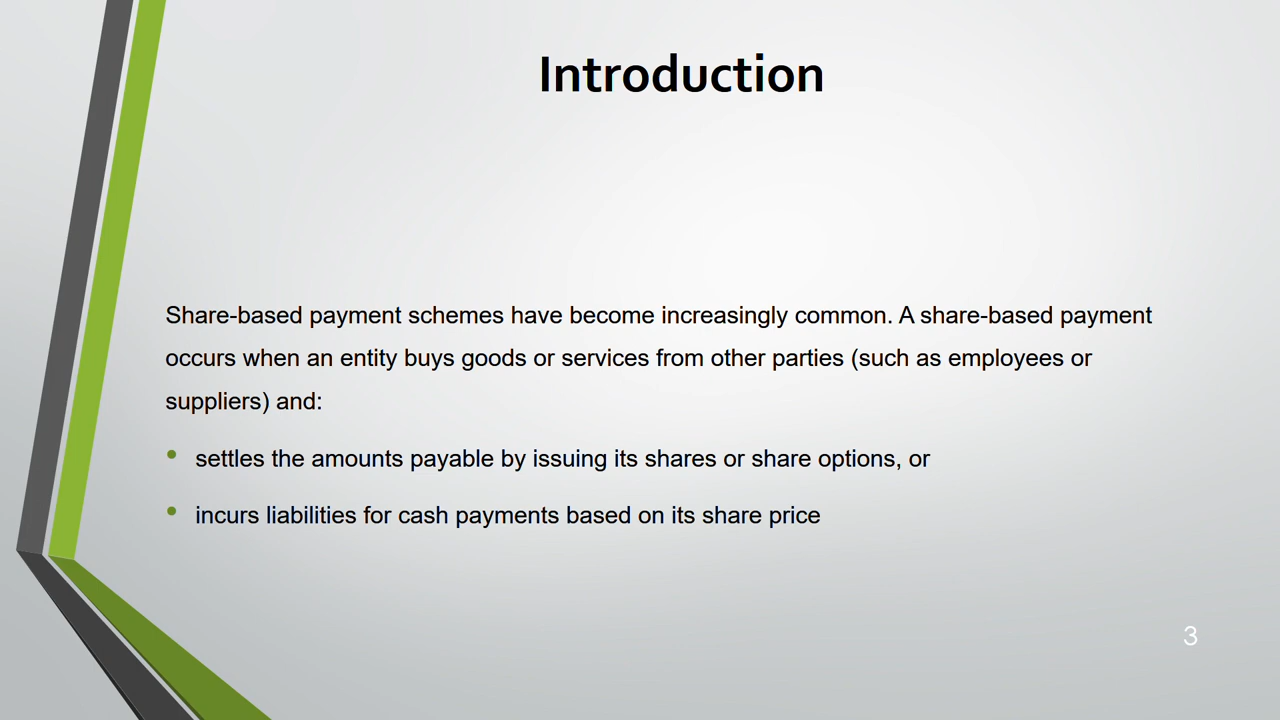 Introduction
Share-based payment schemes have become increasingly common. A share-based payment
occurs when an entity buys goods or services from other parties (such as employees or
suppliers) and:
• settles the amounts payable by issuing its shares or share options, or
• incurs liabilities for cash payments based on its share price
3